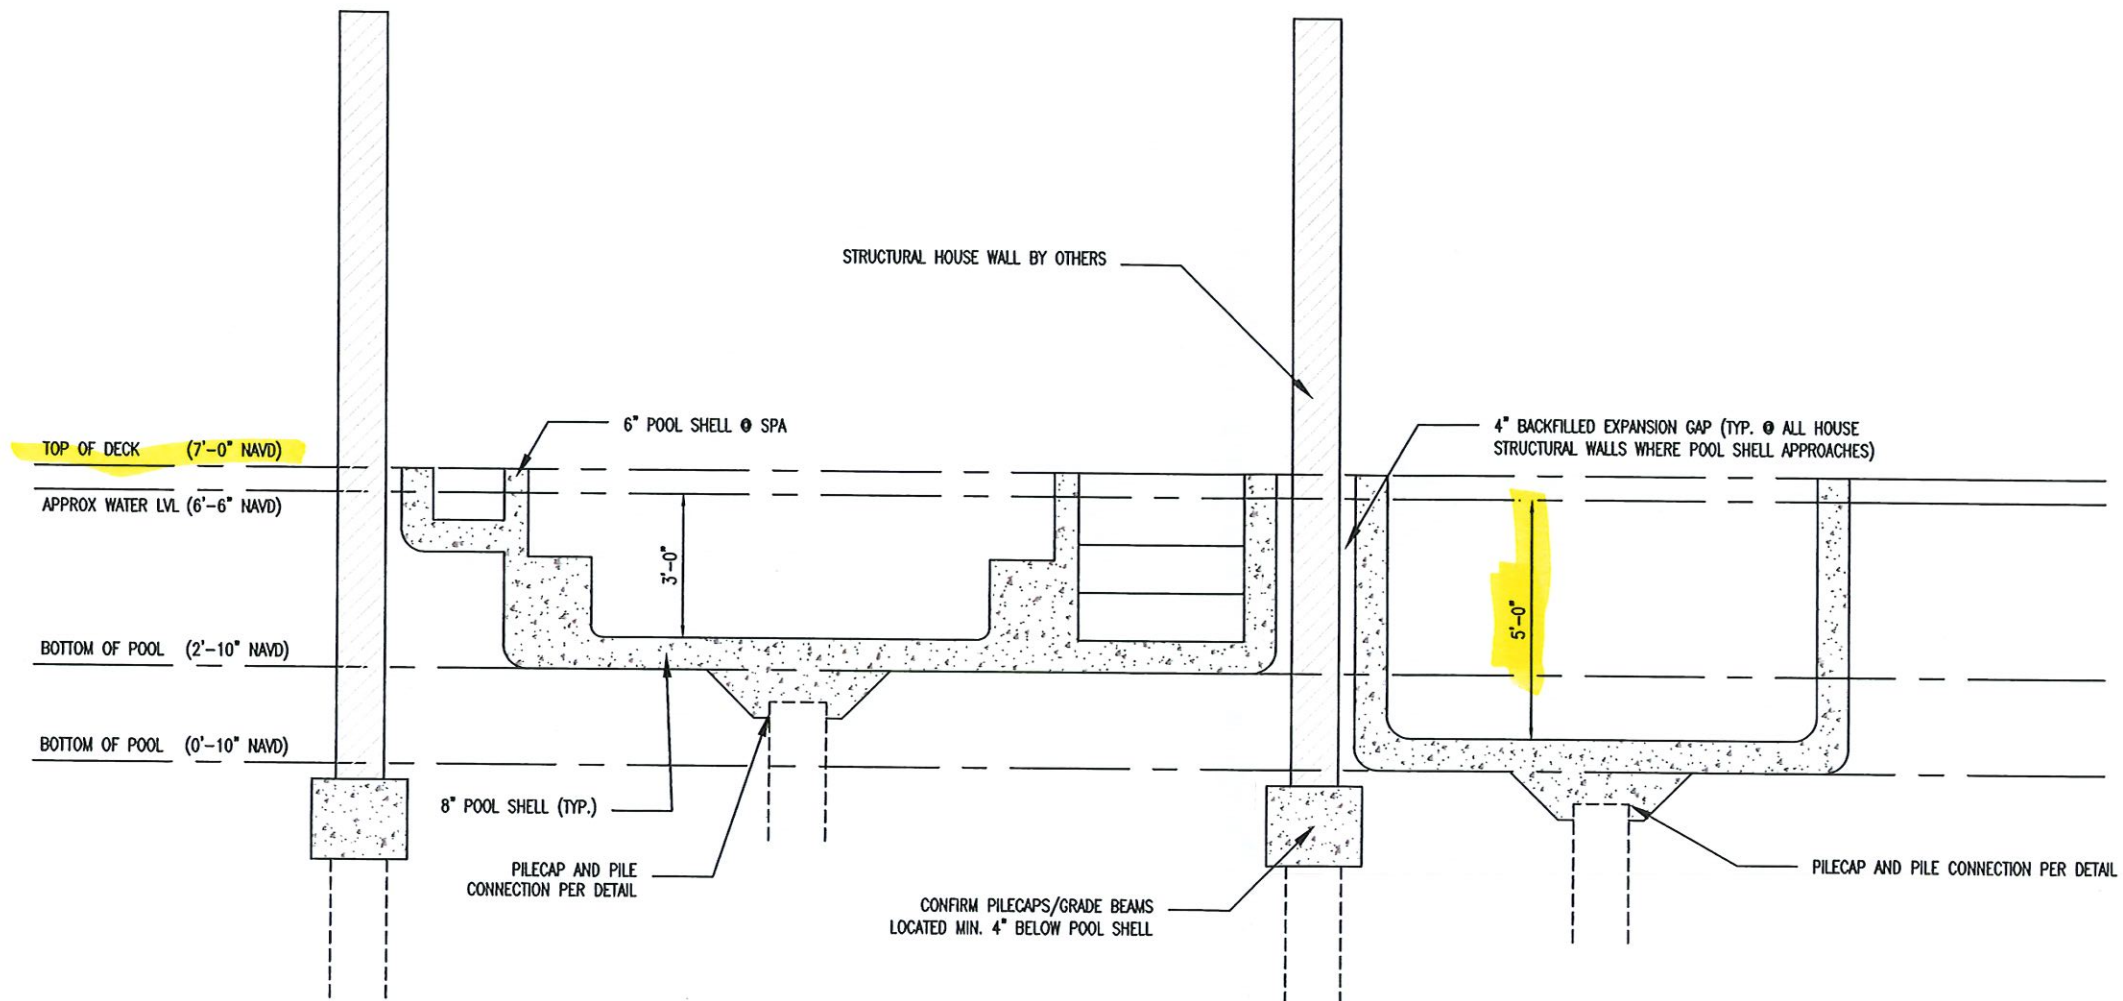 STRUCTURAL HOUSE WALL BY OTHERS
6" POOL SHELL @ SPA
4" BACKFILLED EXPANSION GAP (TYP. @ ALL HOUSE
STRUCTURAL WALLS WHERE POOL SHELL APPROACHES)
TOP OF DECK (7'-0" NAVD)
APPROX WATER LVL (6'-6" NAVD)
3'-0"
5'-0"
BOTTOM OF POOL (2'-10" NAVD)
BOTTOM OF POOL (0'-10" NAVD)
8" POOL SHELL (TYP.)
PILECAP AND PILE
CONNECTION PER DETAIL
CONFIRM PILECAPS/GRADE BEAMS
LOCATED MIN. 4" BELOW POOL SHELL
PILECAP AND PILE CONNECTION PER DETAIL